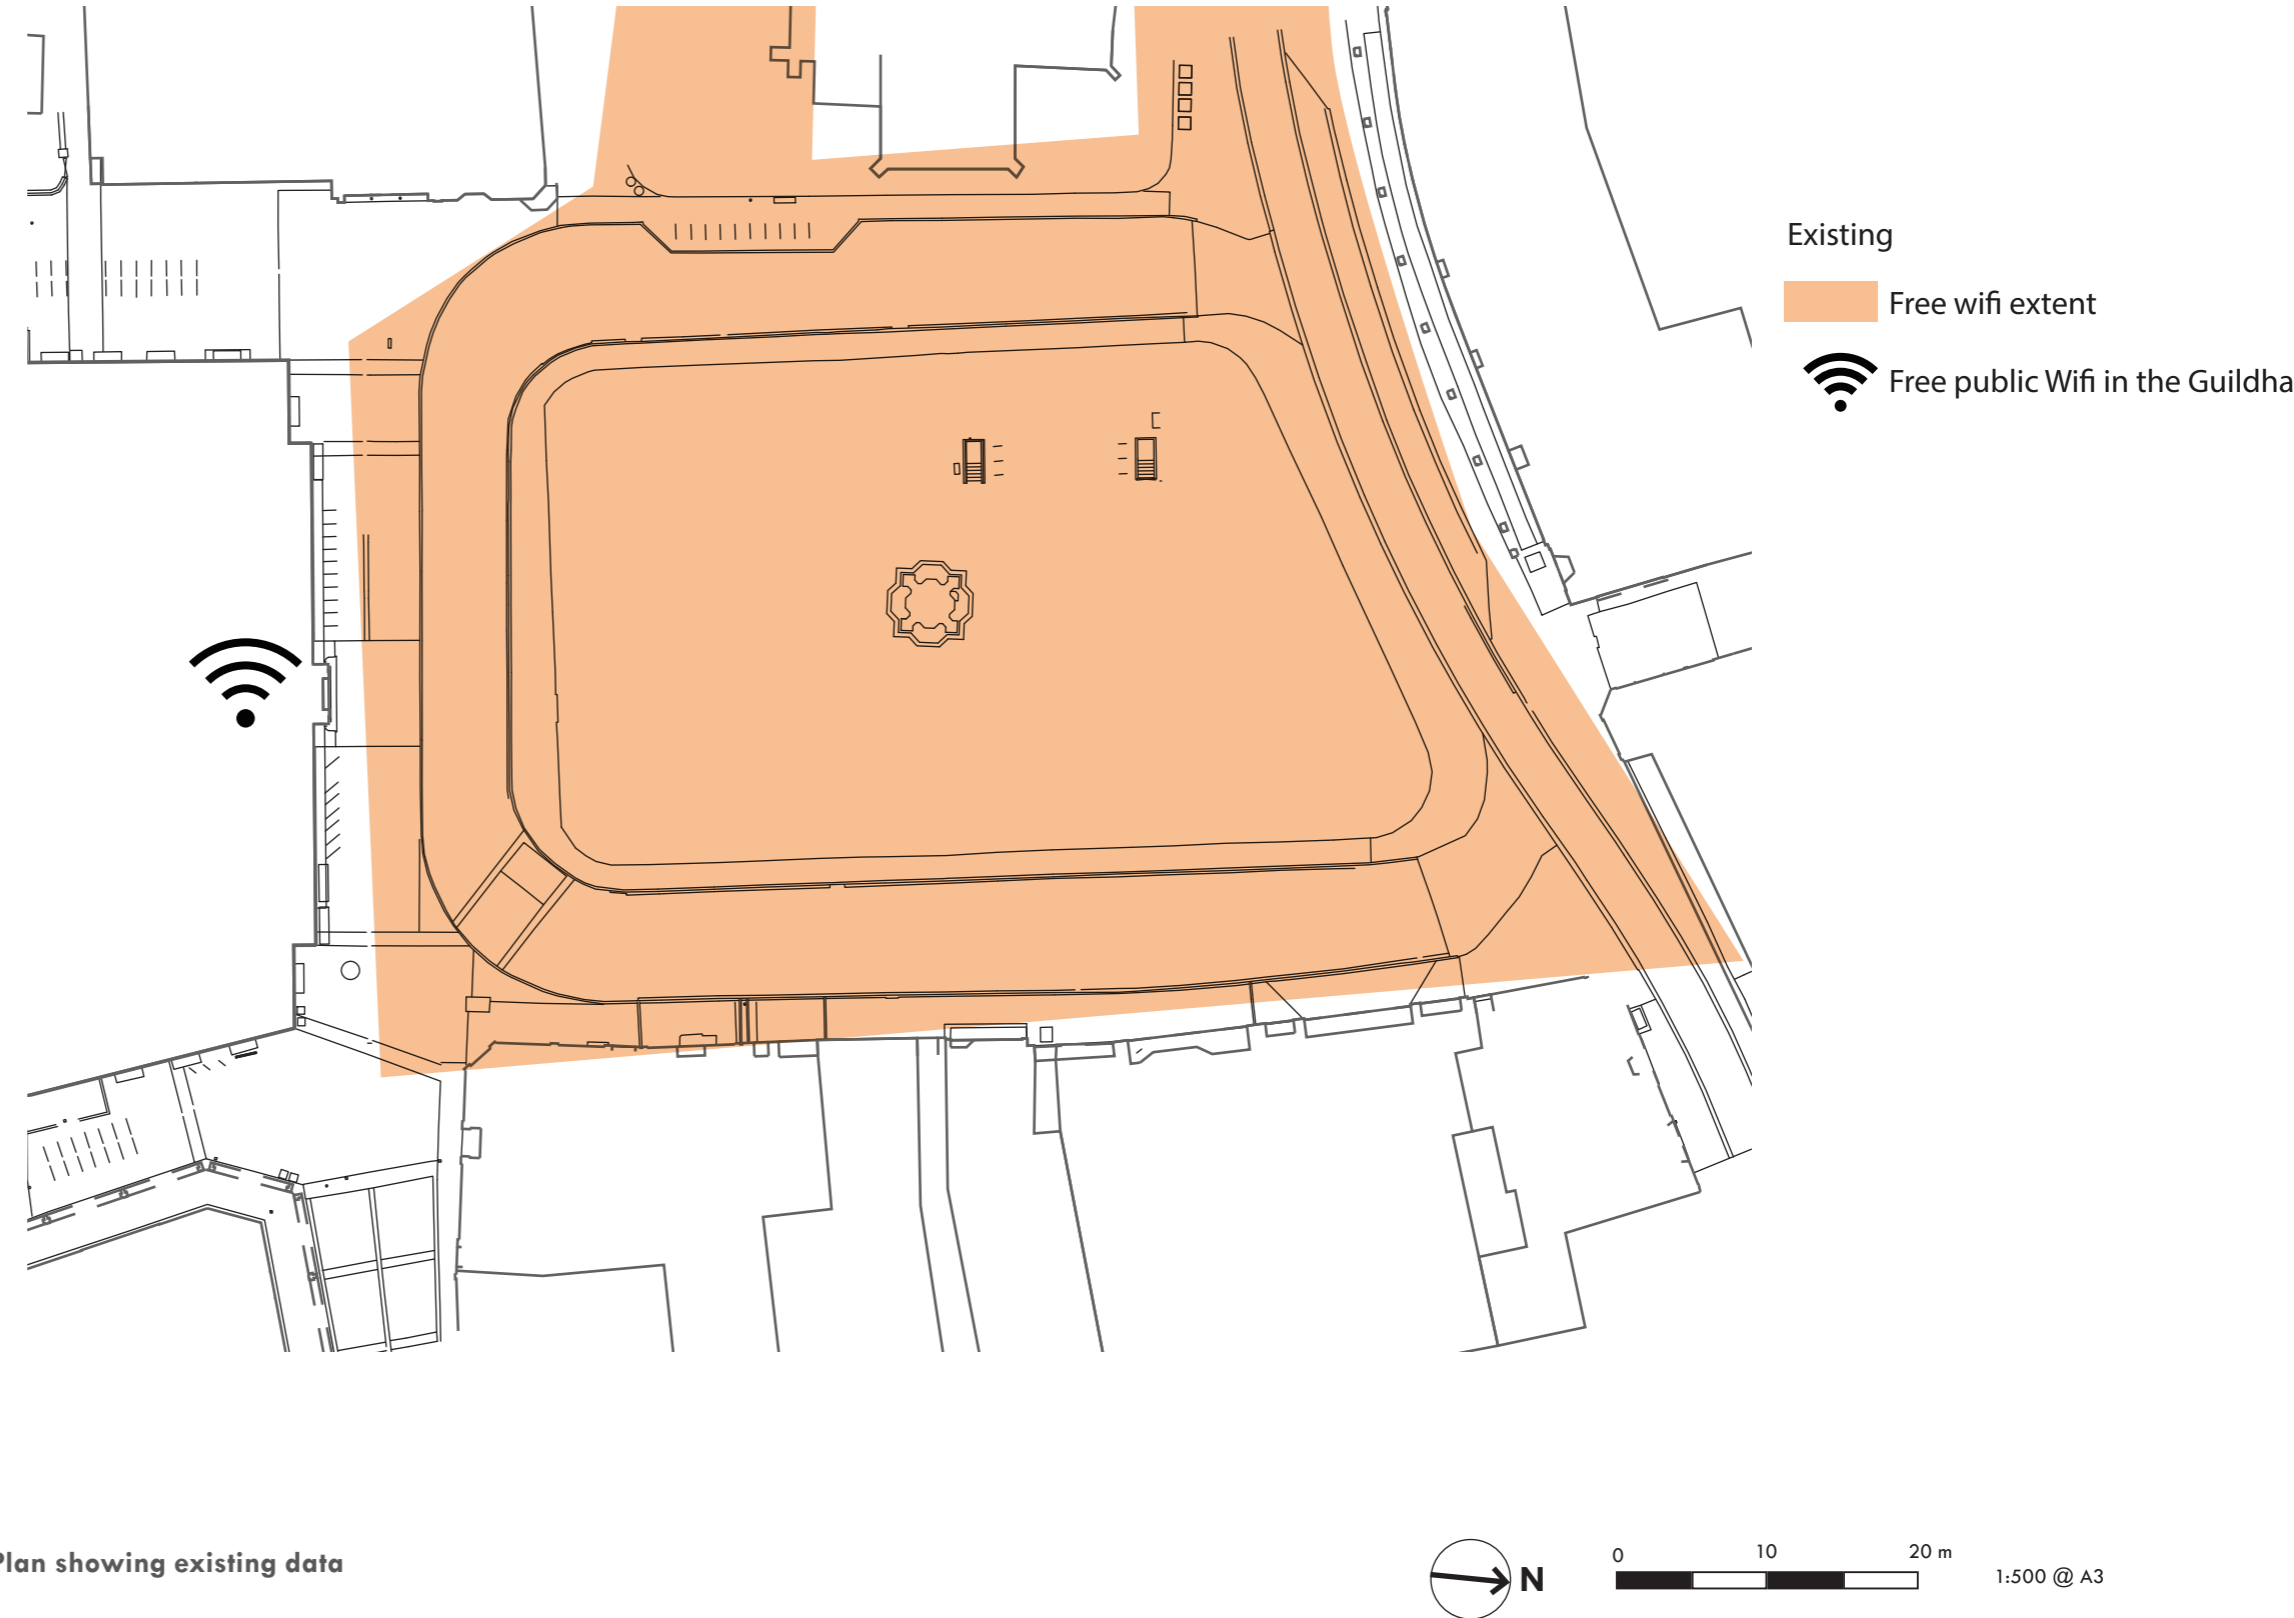 Existing
Free wifi extent
Free public Wifi in the Guildha
Plan showing existing data
N
0 10 20 m
1:500 @ A3